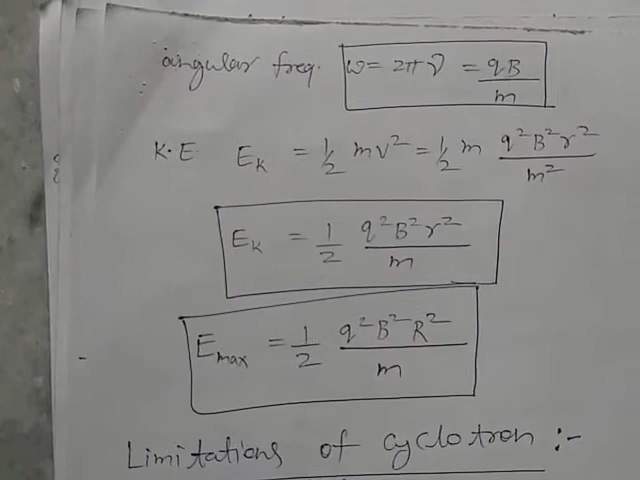 angular freq. ω = 2πν = qB/m
K.E E_K = 1/2 mv² = 1/2 m q²B²r²/m²
E_K = 1/2 q²B²r²/m
E_max = 1/2 q²B²R²/m
Limitations of cyclotron :-